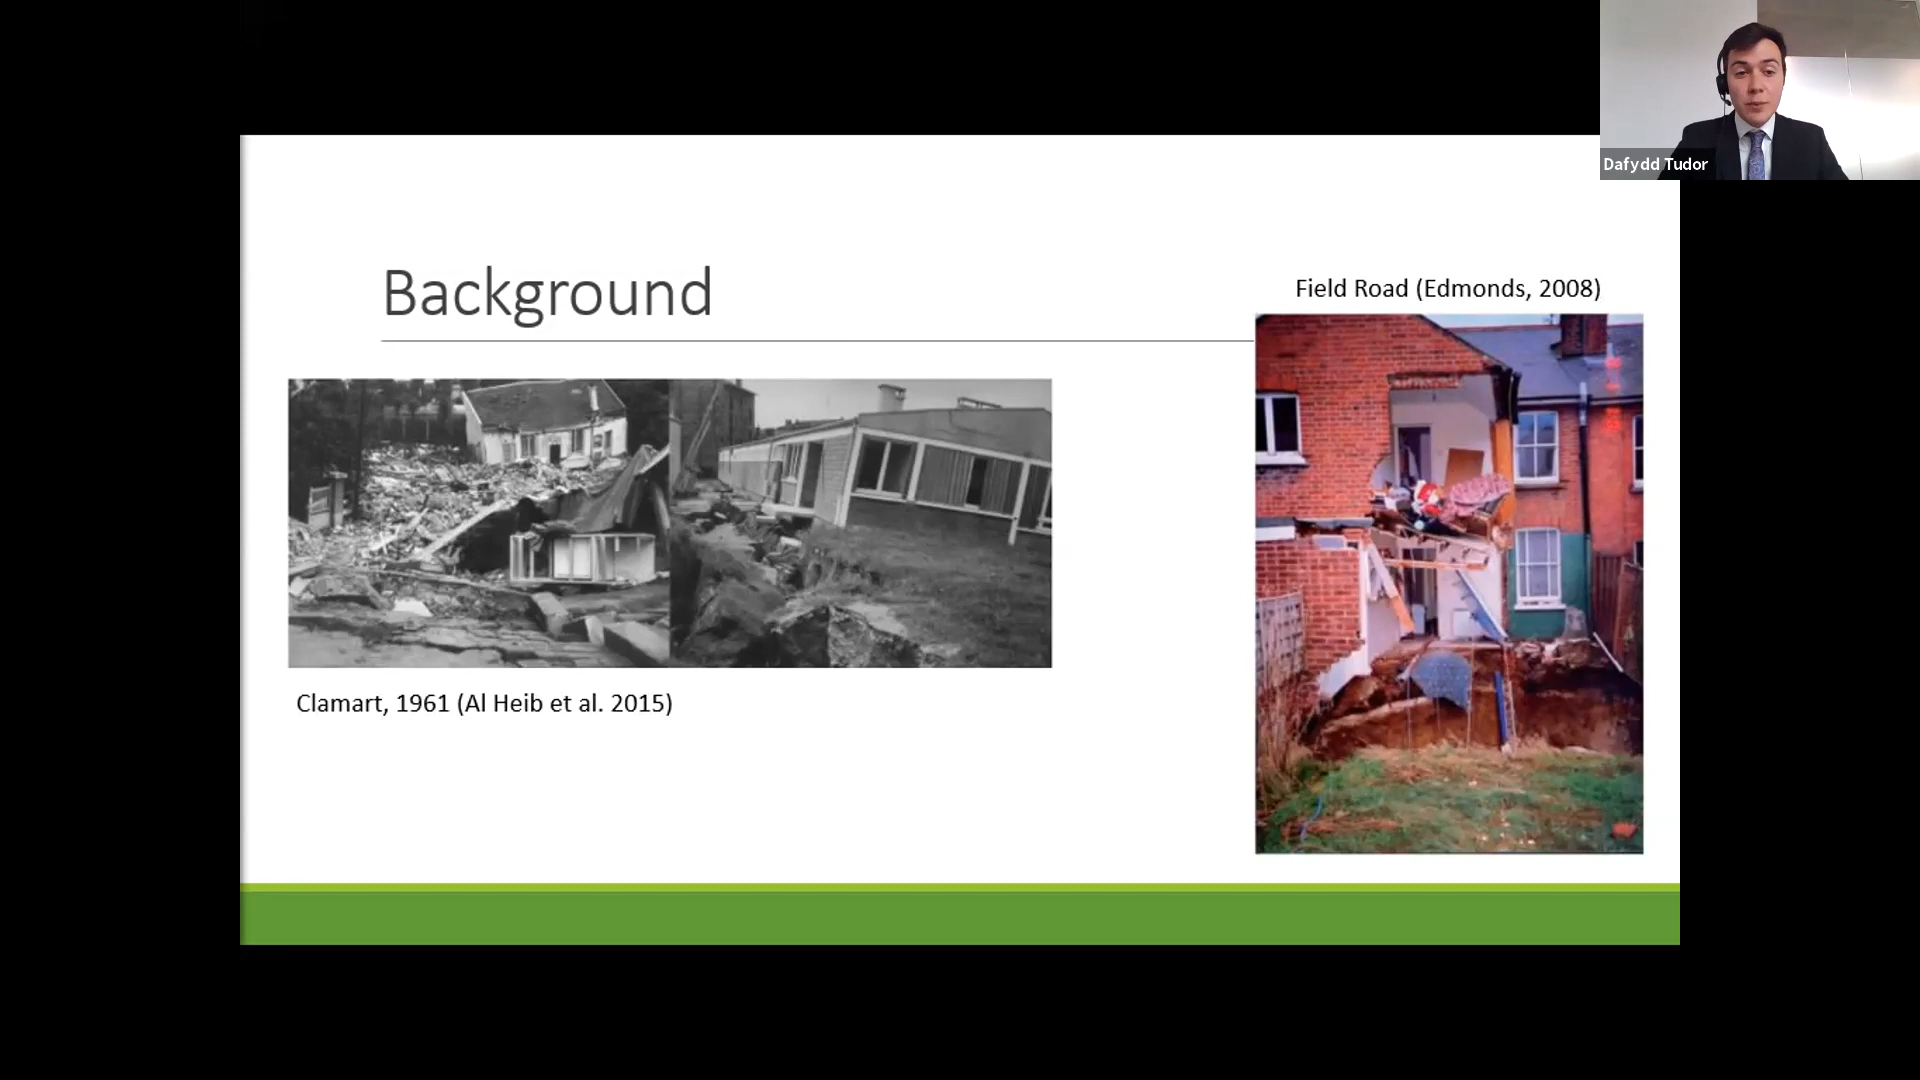 Dafydd Tudor
Background
Field Road (Edmonds, 2008)
Clamart, 1961 (Al Heib et al. 2015)